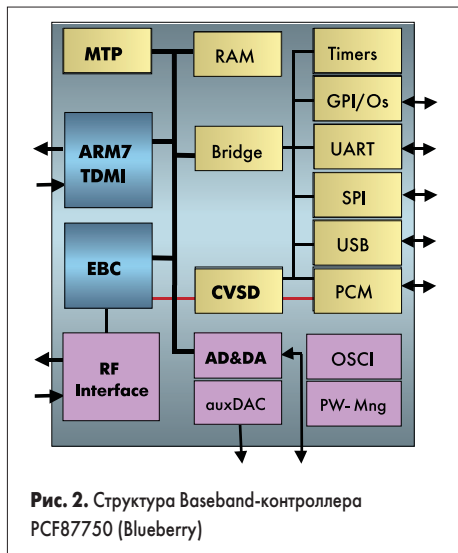 MTP
RAM
Timers
GPI/Os
ARM7
TDMI
Bridge
UART
SPI
EBC
USB
CVSD
PCM
RF
Interface
AD&DA
OSCI
auxDAC
PW-Mng
Рис. 2. Структура Baseband-контроллера
PCF87750 (Blueberry)